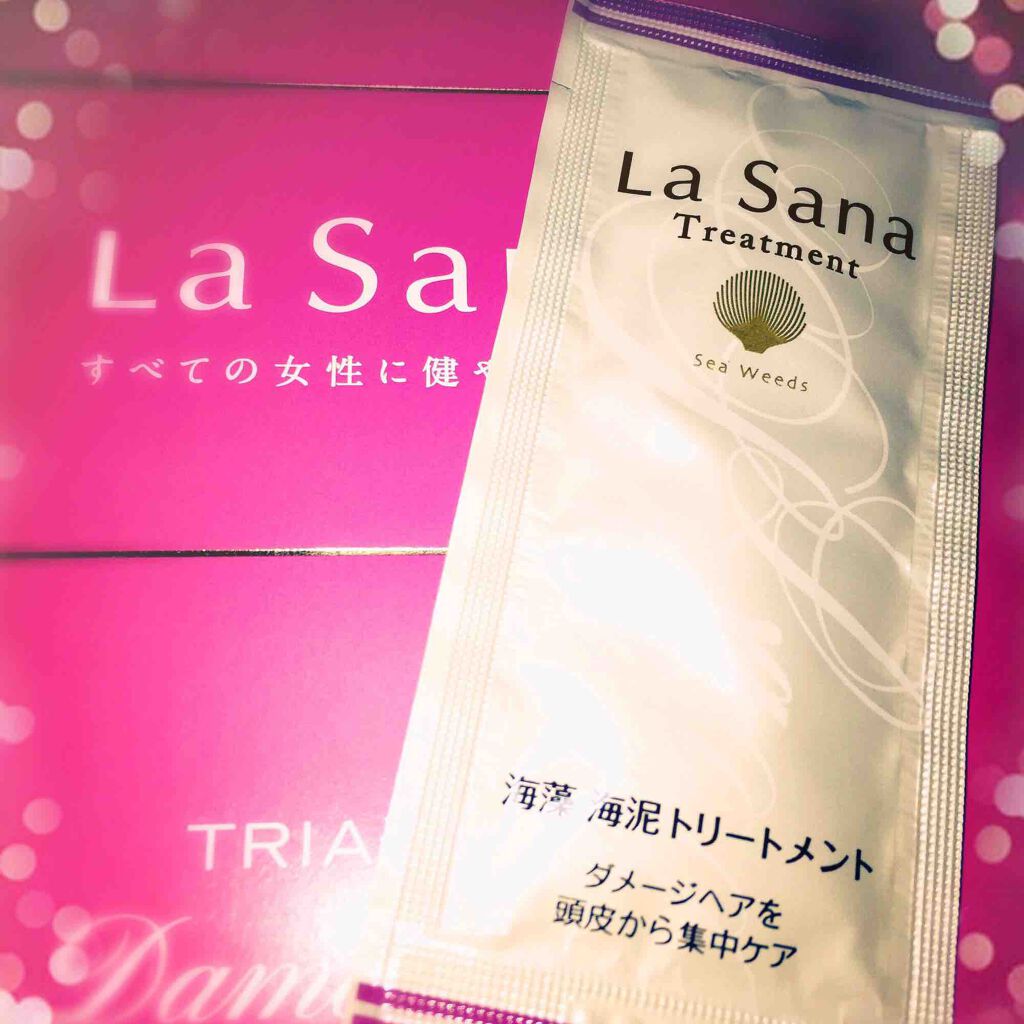 La Sa
すべての女性に健や
TRIA
Dam
La Sana
Treatment
Sea Weeds
海藻 海泥トリートメント
ダメージヘアを
頭皮から集中ケア